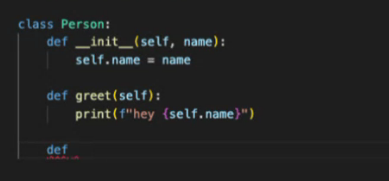 class Person:
    def __init__(self, name):
        self.name = name

    def greet(self):
        print(f"hey {self.name}")

    def